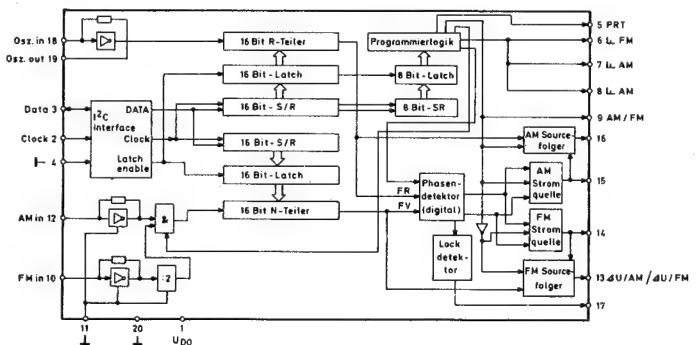 Osz. in 18
Osz. out 19
16 Bit R-Teiler
Programmierlogik
5 PRT
6 FM
7 AM
8 AM
16 Bit-Latch
8 Bit-Latch
Data 3
I²C
interface
DATA
16 Bit-S/R
8 Bit-SR
9 AM/FM
Clock 2
Clock
16 Bit-S/R
AM Source-
folger
16
4
Latch
enable
16 Bit-Latch
Phasen-
detektor
(digital)
AM
Strom
quelle
15
FR
FV
AM in 12
&
16 Bit N-Teiler
FM
Strom
quelle
14
Lock
detek-
tor
FM in 10
:2
FM Source
folger
13 ΔU/AM/ΔU/FM
17
11
20
1
UDD